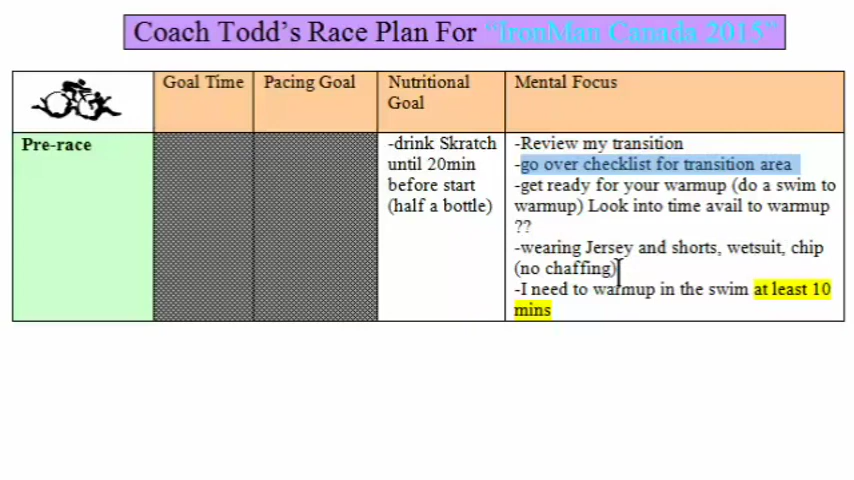 Coach Todd's Race Plan For "IronMan Canada 2015"
Goal Time
Pacing Goal
Nutritional
Goal
Mental Focus
Pre-race
-drink Skratch
until 20min
before start
(half a bottle)
-Review my transition
-go over checklist for transition area
-get ready for your warmup (do a swim to
warmup) Look into time avail to warmup
??
-wearing Jersey and shorts, wetsuit, chip
(no chaffing)
-I need to warmup in the swim at least 10
mins